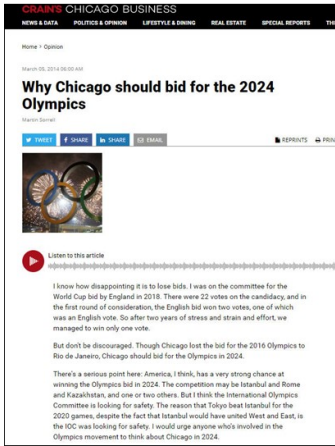 CRAIN'S CHICAGO BUSINESS
NEWS & DATA POLITICS & OPINION LIFESTYLE & DINING REAL ESTATE SPECIAL REPORTS TH
Home > Opinion
March 05, 2014 06:00 AM
Why Chicago should bid for the 2024
Olympics
Martin Sorrell
TWEET SHARE SHARE EMAIL REPRINTS PRIN
Listen to this article
I know how disappointing it is to lose bids. I was on the committee for the
World Cup bid by England in 2018. There were 22 votes on the candidacy, and in
the first round of consideration, the English bid won two votes, one of which
was an English vote. So after two years of stress and strain and effort, we
managed to win only one vote.
But don't be discouraged. Though Chicago lost the bid for the 2016 Olympics to
Rio de Janeiro, Chicago should bid for the Olympics in 2024.
There's a serious point here: America, I think, has a very strong chance at
winning the Olympics bid in 2024. The competition may be Istanbul and Rome
and Kazakhstan, and one or two others. But I think the International Olympics
Committee is looking for safety. The reason that Tokyo beat Istanbul for the
2020 games, despite the fact that Istanbul would have united West and East, is
the IOC was looking for safety. I would urge anyone who's involved in the
Olympics movement to think about Chicago in 2024.